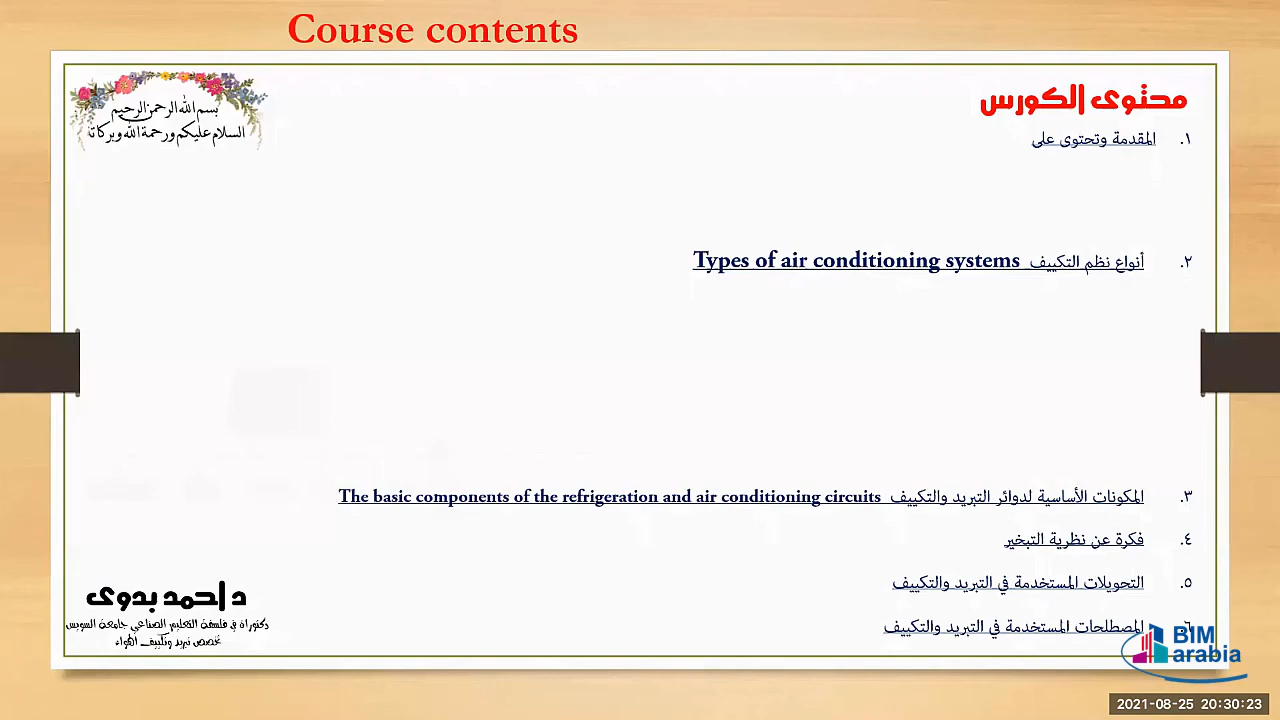 Course contents
بسم الله الرحمن الرحيم
السلام عليكم ورحمة الله وبركاته
محتوى الكورس
١. المقدمة وتحتوى على
٢. أنواع نظم التكييف Types of air conditioning systems
٣. المكونات الأساسية لدوائر التبريد والتكييف The basic components of the refrigeration and air conditioning circuits
٤. فكرة عن نظرية التبخير
٥. التحويلات المستخدمة في التبريد والتكييف
٦. المصطلحات المستخدمة في التبريد والتكييف
د احمد بدوى
دكتوراة في فلسفة التعليم الصناعي جامعة السويس
تخصص تبريد وتكييف الهواء
BIM
arabia
2021-08-25 20:30:23